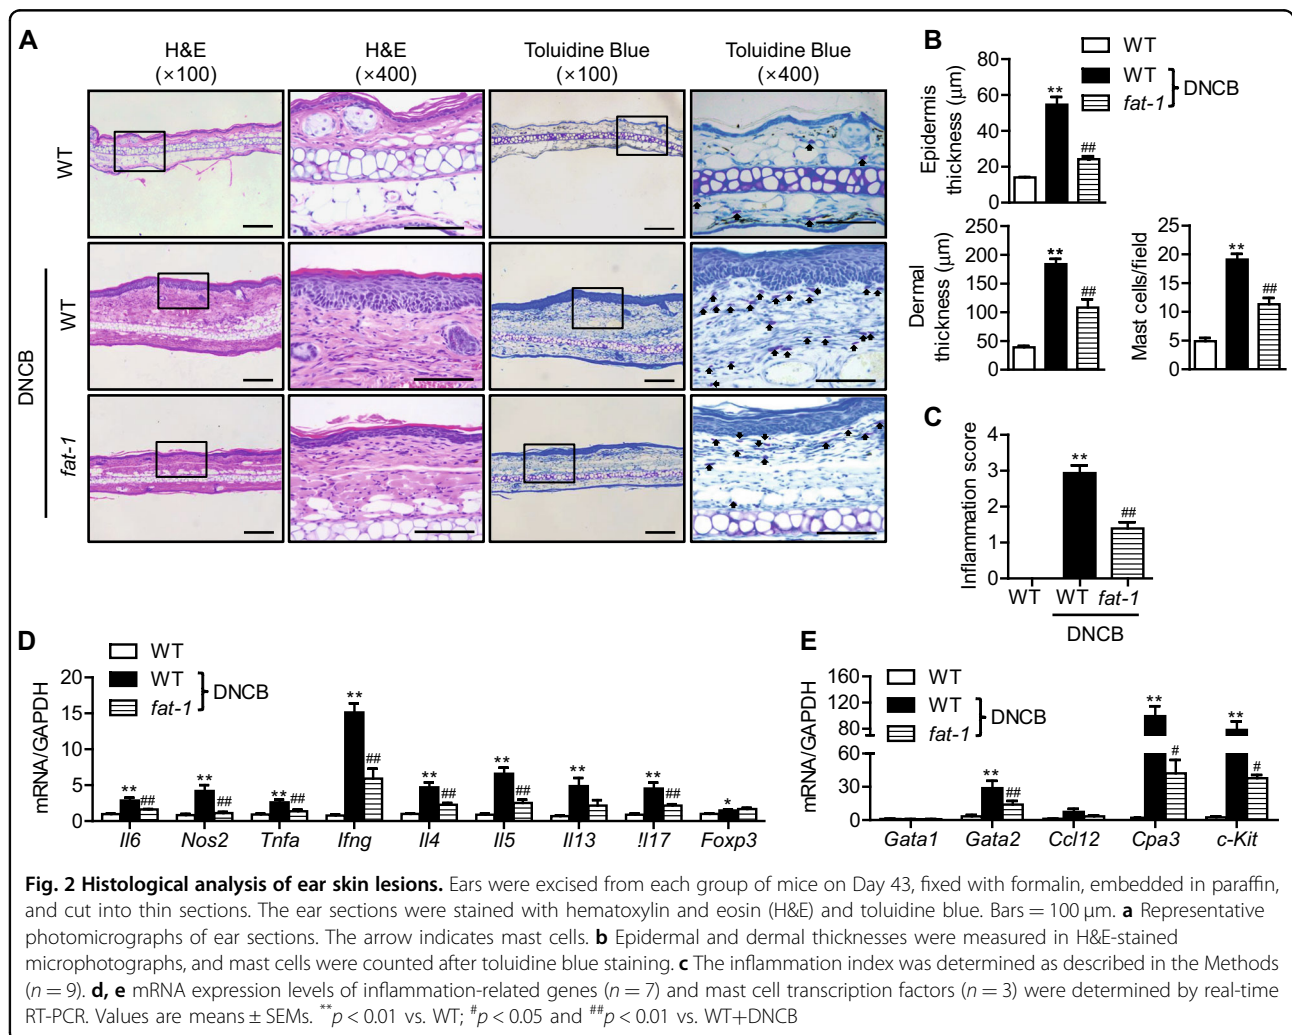 A
H&E
(×100)
H&E
(×400)
Toluidine Blue
(×100)
Toluidine Blue
(×400)
WT
DNCB
WT
fat-1
B
WT
WT
fat-1
DNCB
Epidermis
thickness (μm)
80
60
40
20
0
**
##
Dermal
thickness (μm)
250
200
150
100
50
0
**
##
Mast cells/field
25
20
15
10
5
0
**
##
C
Inflammation score
4
3
2
1
0
**
##
WT WT fat-1
DNCB
D
WT
WT
fat-1
DNCB
mRNA/GAPDH
20
15
10
5
0
** ## ** ## ** ## ** ## ** ## ** ## ** ** ## *
Il6 Nos2 Tnfa Ifng Il4 Il5 Il13 !l17 Foxp3
E
WT
WT
fat-1
DNCB
mRNA/GAPDH
160
120
80
60
30
0
** ## ** # ** #
Gata1 Gata2 Ccl12 Cpa3 c-Kit
Fig. 2 Histological analysis of ear skin lesions. Ears were excised from each group of mice on Day 43, fixed with formalin, embedded in paraffin,
and cut into thin sections. The ear sections were stained with hematoxylin and eosin (H&E) and toluidine blue. Bars = 100 μm. a Representative
photomicrographs of ear sections. The arrow indicates mast cells. b Epidermal and dermal thicknesses were measured in H&E-stained
microphotographs, and mast cells were counted after toluidine blue staining. c The inflammation index was determined as described in the Methods
(n = 9). d, e mRNA expression levels of inflammation-related genes (n = 7) and mast cell transcription factors (n = 3) were determined by real-time
RT-PCR. Values are means ± SEMs. **p < 0.01 vs. WT; #p < 0.05 and ##p < 0.01 vs. WT+DNCB